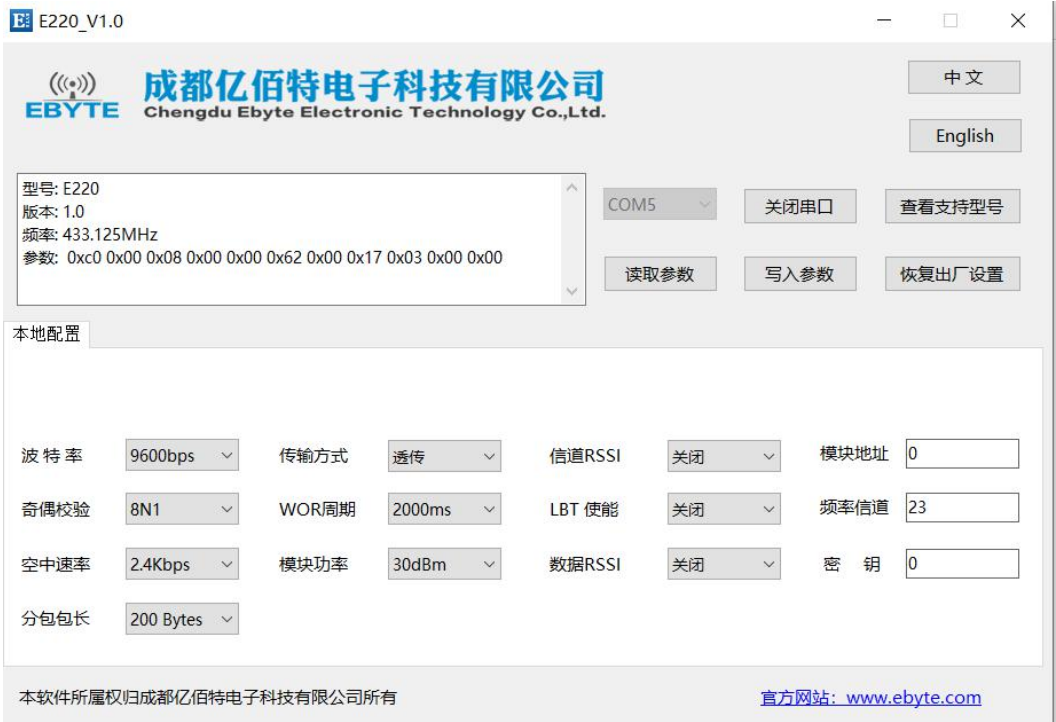 E220_V1.0
EBYTE
成都亿佰特电子科技有限公司
Chengdu Ebyte Electronic Technology Co.,Ltd.
中 文
English
型号: E220
版本: 1.0
频率: 433.125MHz
参数: 0xc0 0x00 0x08 0x00 0x00 0x62 0x00 0x17 0x03 0x00 0x00
COM5 关闭串口 查看支持型号
读取参数 写入参数 恢复出厂设置
本地配置
波 特 率 9600bps 传输方式 透传 信道RSSI 关闭 模块地址 0
奇偶校验 8N1 WOR周期 2000ms LBT 使能 关闭 频率信道 23
空中速率 2.4Kbps 模块功率 30dBm 数据RSSI 关闭 密 钥 0
分包包长 200 Bytes
本软件所属权归成都亿佰特电子科技有限公司所有 官方网站: www.ebyte.com